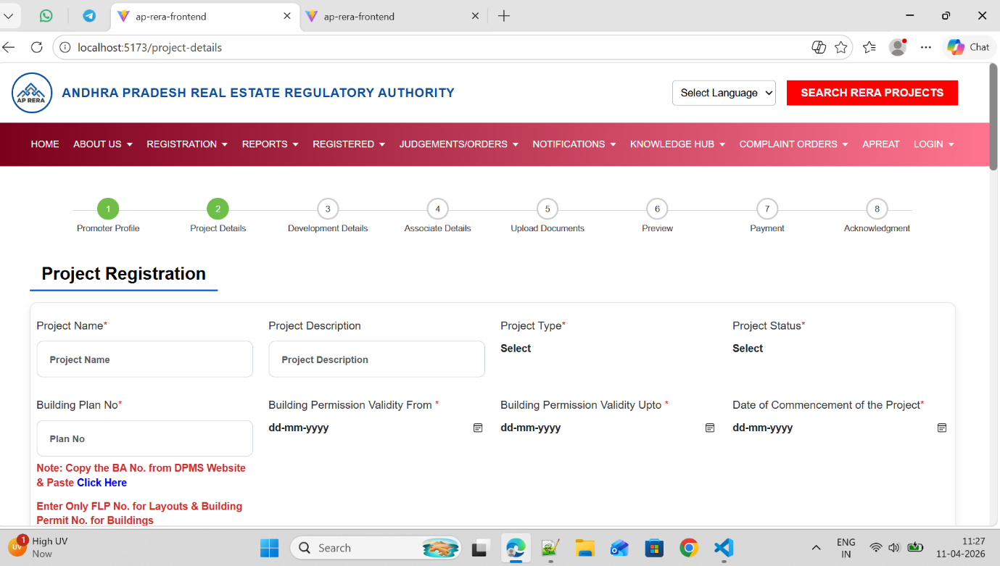 ap-rera-frontend
ap-rera-frontend
localhost:5173/project-details
Chat
AP RERA
ANDHRA PRADESH REAL ESTATE REGULATORY AUTHORITY
Select Language
SEARCH RERA PROJECTS
HOME ABOUT US REGISTRATION REPORTS REGISTERED JUDGEMENTS/ORDERS NOTIFICATIONS KNOWLEDGE HUB COMPLAINT ORDERS APREAT LOGIN
1 2 3 4 5 6 7 8
Promoter Profile Project Details Development Details Associate Details Upload Documents Preview Payment Acknowledgment
Project Registration
Project Name* Project Description Project Type* Project Status*
Project Name Project Description Select Select
Building Plan No* Building Permission Validity From * Building Permission Validity Upto * Date of Commencement of the Project*
Plan No dd-mm-yyyy dd-mm-yyyy dd-mm-yyyy
Note: Copy the BA No. from DPMS Website
& Paste Click Here
Enter Only FLP No. for Layouts & Building
Permit No. for Buildings
UV 1 High UV
Now
Search
ENG
IN
11:27
11-04-2026